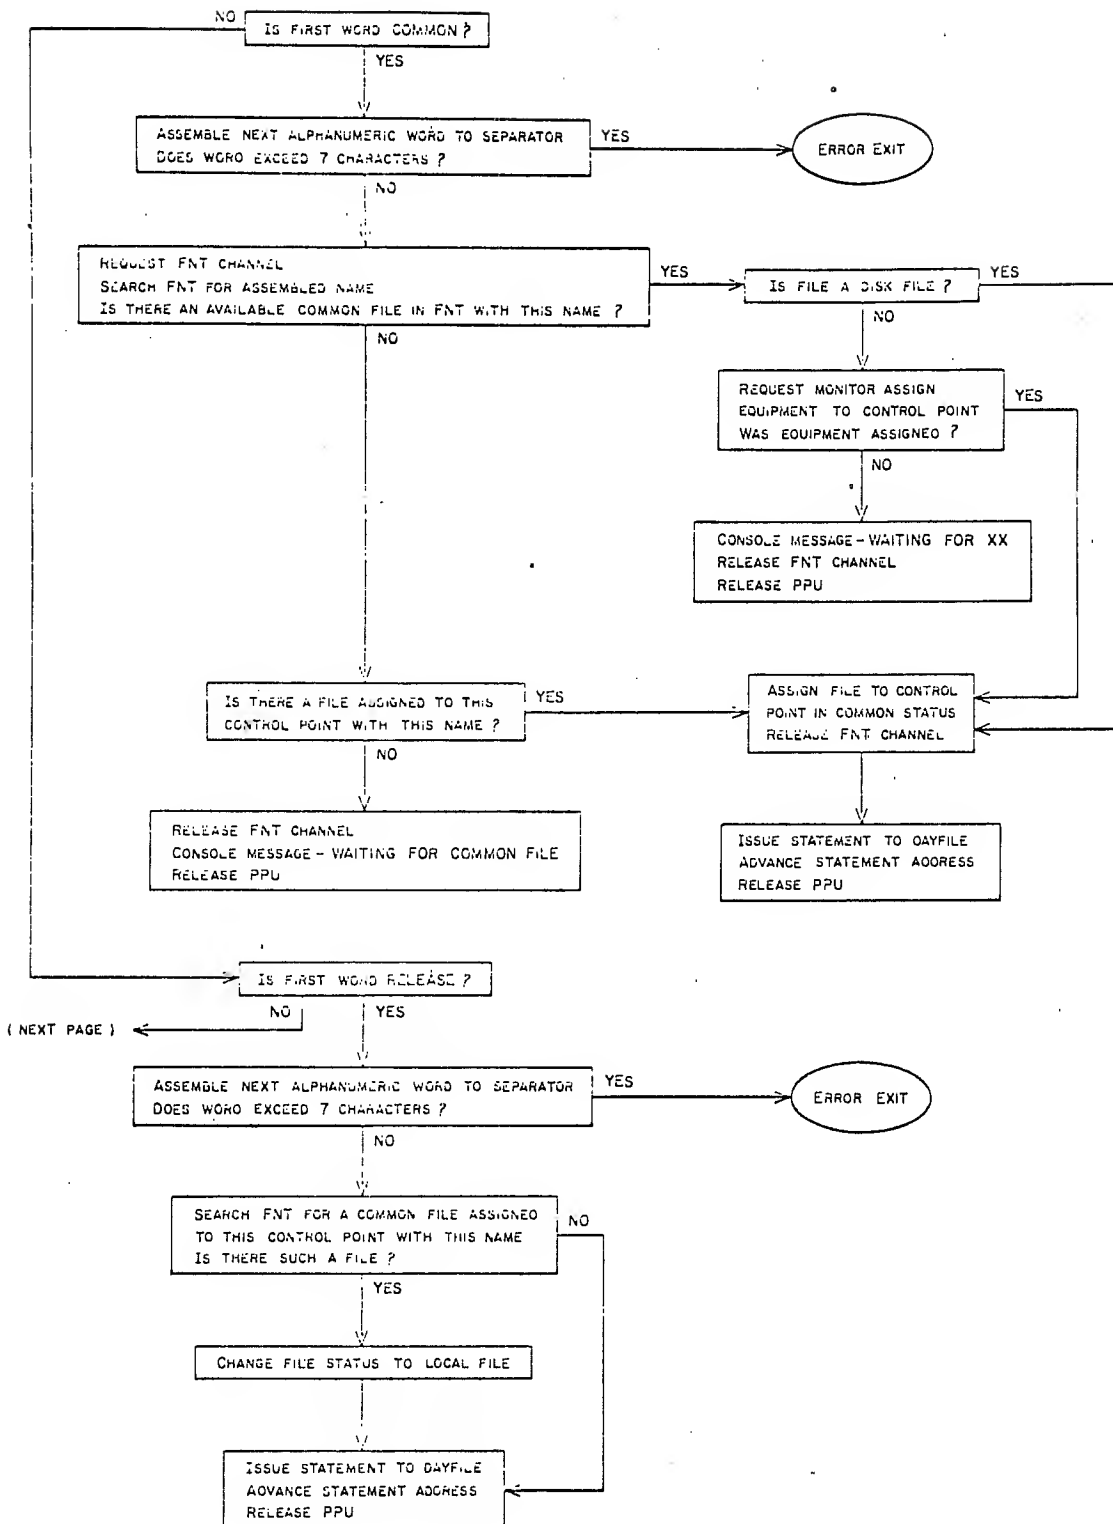 NO
IS FIRST WORD COMMON?
YES
ASSEMBLE NEXT ALPHANUMERIC WORD TO SEPARATOR
DOES WORD EXCEED 7 CHARACTERS?
YES
ERROR EXIT
NO
REQUEST FNT CHANNEL
SEARCH FNT FOR ASSEMBLED NAME
IS THERE AN AVAILABLE COMMON FILE IN FNT WITH THIS NAME?
YES
IS FILE A DISK FILE?
YES
NO
NO
REQUEST MONITOR ASSIGN
EQUIPMENT TO CONTROL POINT
WAS EQUIPMENT ASSIGNED?
YES
NO
CONSOLE MESSAGE-WAITING FOR XX
RELEASE FNT CHANNEL
RELEASE PPU
IS THERE A FILE ASSIGNED TO THIS
CONTROL POINT WITH THIS NAME?
YES
ASSIGN FILE TO CONTROL
POINT IN COMMON STATUS
RELEASE FNT CHANNEL
NO
RELEASE FNT CHANNEL
CONSOLE MESSAGE-WAITING FOR COMMON FILE
RELEASE PPU
ISSUE STATEMENT TO DAYFILE
ADVANCE STATEMENT ADDRESS
RELEASE PPU
IS FIRST WORD RELEASE?
NO
YES
(NEXT PAGE)
ASSEMBLE NEXT ALPHANUMERIC WORD TO SEPARATOR
DOES WORD EXCEED 7 CHARACTERS?
YES
ERROR EXIT
NO
SEARCH FNT FOR A COMMON FILE ASSIGNED
TO THIS CONTROL POINT WITH THIS NAME
IS THERE SUCH A FILE?
NO
YES
CHANGE FILE STATUS TO LOCAL FILE
ISSUE STATEMENT TO DAYFILE
ADVANCE STATEMENT ADDRESS
RELEASE PPU